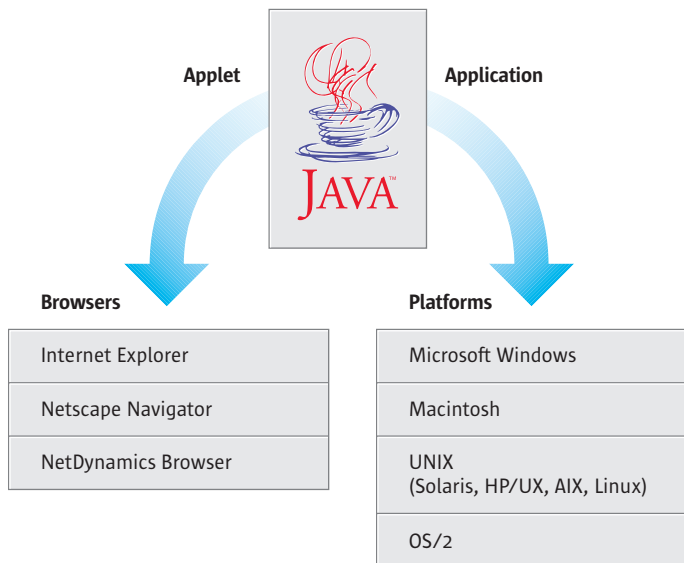 Applet
Application
JAVA™
Browsers
Internet Explorer
Netscape Navigator
NetDynamics Browser
Platforms
Microsoft Windows
Macintosh
UNIX
(Solaris, HP/UX, AIX, Linux)
OS/2